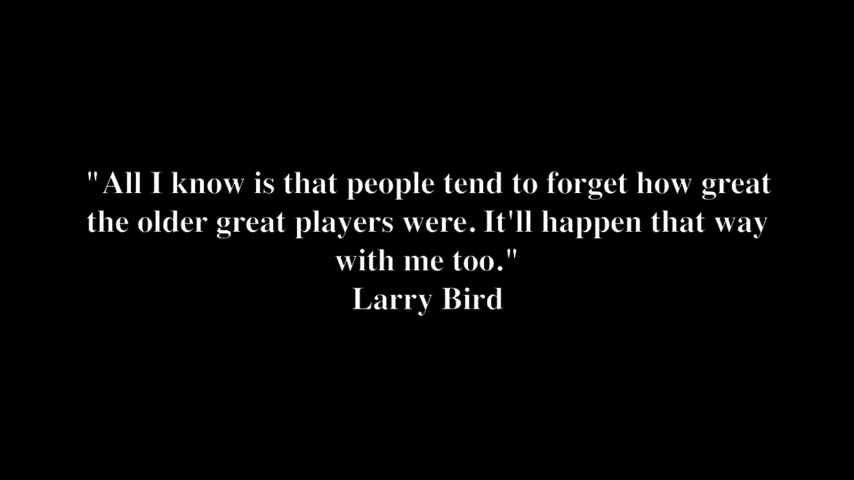 "All I know is that people tend to forget how great
the older great players were. It'll happen that way
with me too."
Larry Bird